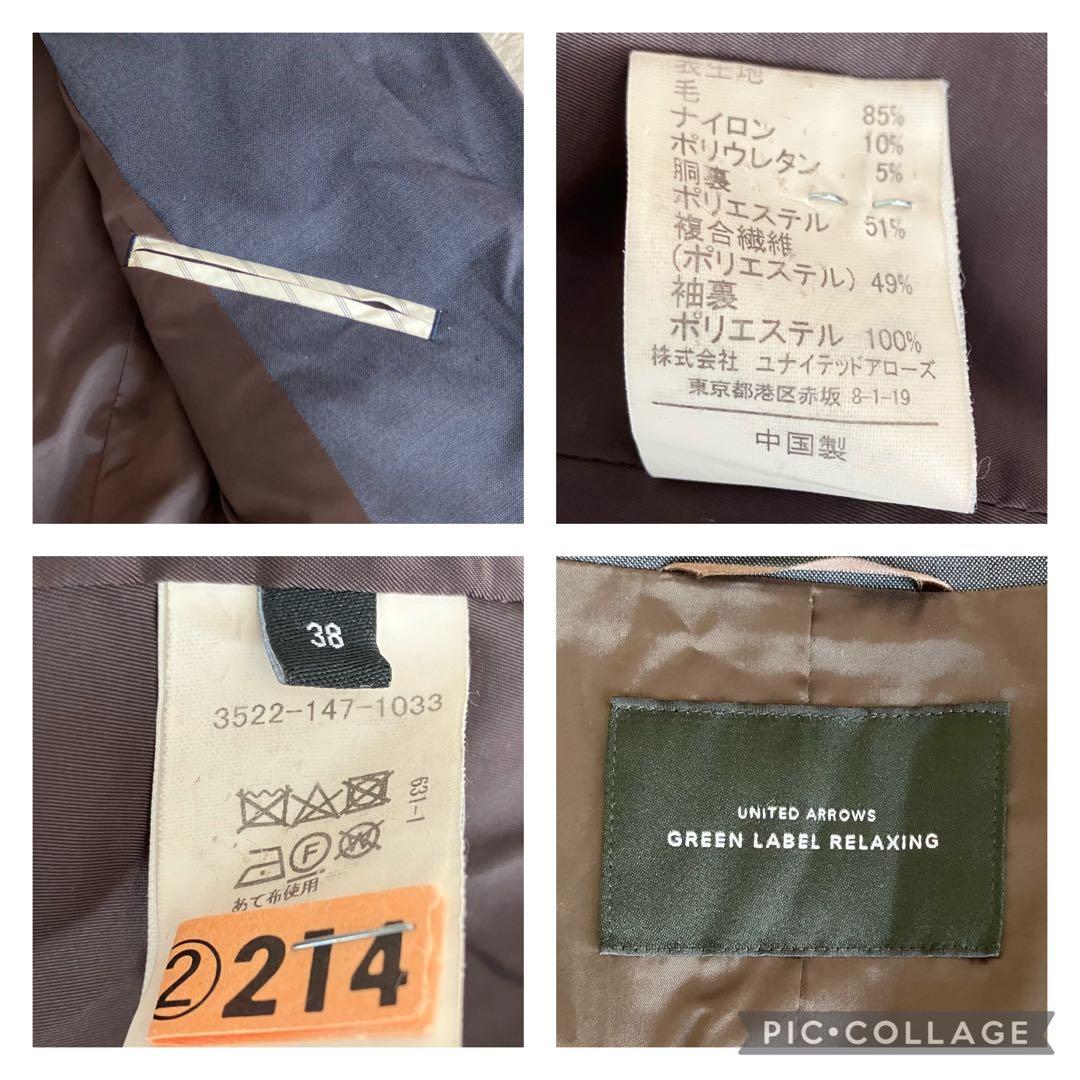 表生地
毛 85%
ナイロン 10%
ポリウレタン 5%
胴裏
ポリエステル 51%
複合繊維
(ポリエステル) 49%
袖裏
ポリエステル 100%
株式会社 ユナイテッドアローズ
東京都港区赤坂 8-1-19
中国製
38
3522-147-1033
631-1
F
W
あて布使用
②214
UNITED ARROWS
GREEN LABEL RELAXING
PIC•COLLAGE